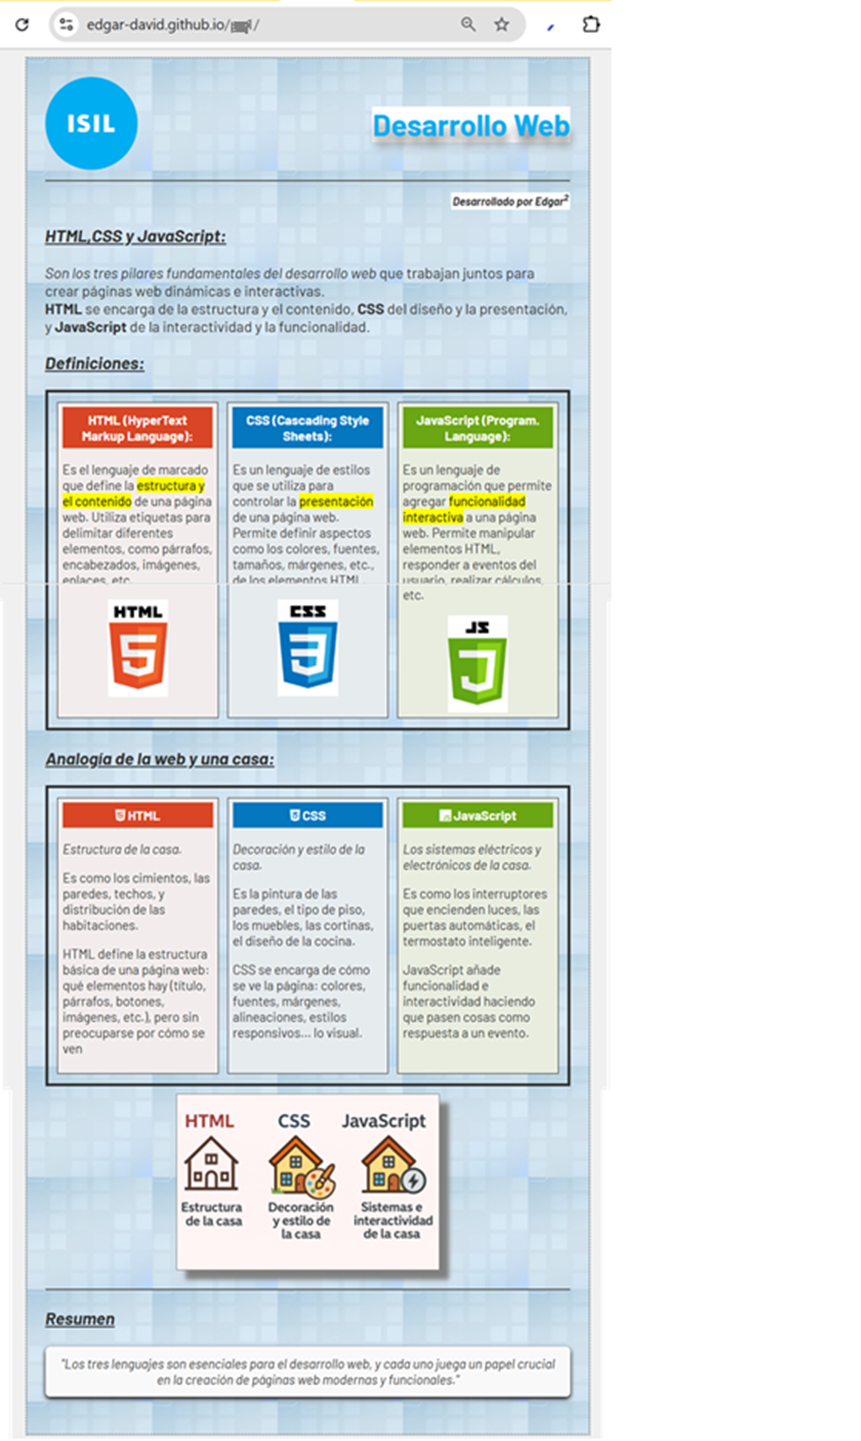 edgar-david.github.io/
ISIL
Desarrollo Web
Desarrollado por Edgar²
HTML,CSS y JavaScript:
Son los tres pilares fundamentales del desarrollo web que trabajan juntos para
crear páginas web dinámicas e interactivas.
HTML se encarga de la estructura y el contenido, CSS del diseño y la presentación,
y JavaScript de la interactividad y la funcionalidad.
Definiciones:
HTML (HyperText
Markup Language):
Es el lenguaje de marcado
que define la estructura y
el contenido de una página
web. Utiliza etiquetas para
delimitar diferentes
elementos, como párrafos,
encabezados, imágenes,
enlaces, etc.
HTML
5
CSS (Cascading Style
Sheets):
Es un lenguaje de estilos
que se utiliza para
controlar la presentación
de una página web.
Permite definir aspectos
como los colores, fuentes,
tamaños, márgenes, etc.,
de los elementos HTML.
CSS
3
JavaScript (Program.
Language):
Es un lenguaje de
programación que permite
agregar funcionalidad
interactiva a una página
web. Permite manipular
elementos HTML,
responder a eventos del
usuario, realizar cálculos,
etc.
JS
J
Analogía de la web y una casa:
HTML
Estructura de la casa.
Es como los cimientos, las
paredes, techos, y
distribución de las
habitaciones.
HTML define la estructura
básica de una página web:
qué elementos hay (título,
párrafos, botones,
imágenes, etc.), pero sin
preocuparse por cómo se
ven
CSS
Decoración y estilo de la
casa.
Es la pintura de las
paredes, el tipo de piso,
los muebles, las cortinas,
el diseño de la cocina.
CSS se encarga de cómo
se ve la página: colores,
fuentes, márgenes,
alineaciones, estilos
responsivos... lo visual.
JavaScript
Los sistemas eléctricos y
electrónicos de la casa.
Es como los interruptores
que encienden luces, las
puertas automáticas, el
termostato inteligente.
JavaScript añade
funcionalidad e
interactividad haciendo
que pasen cosas como
respuesta a un evento.
HTML
Estructura
de la casa
CSS
Decoración
y estilo de
la casa
JavaScript
Sistemas e
interactividad
de la casa
Resumen
"Los tres lenguajes son esenciales para el desarrollo web, y cada uno juega un papel crucial
en la creación de páginas web modernas y funcionales."